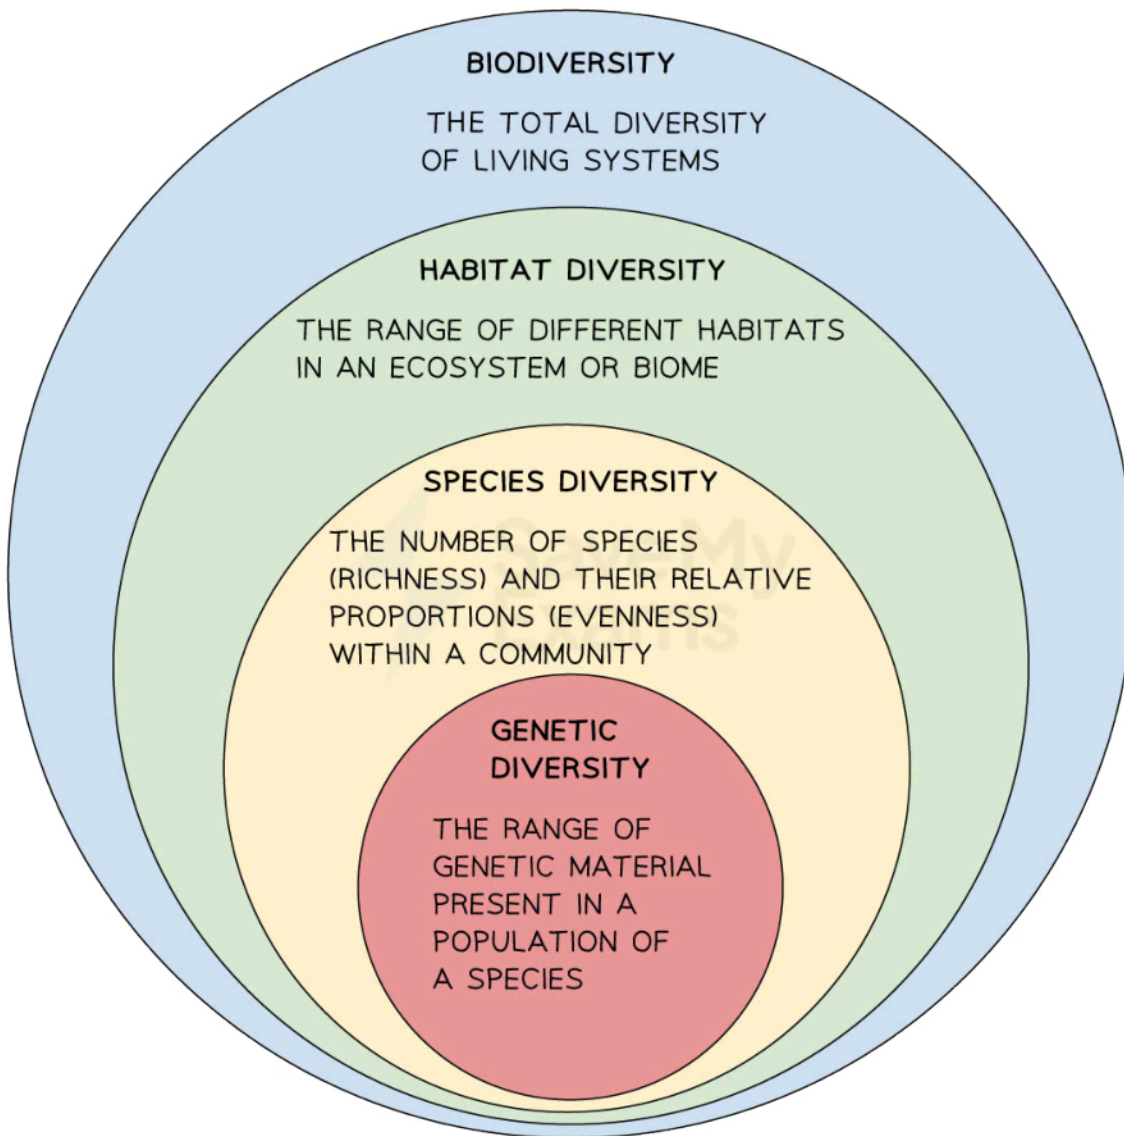 BIODIVERSITY
THE TOTAL DIVERSITY
OF LIVING SYSTEMS
HABITAT DIVERSITY
THE RANGE OF DIFFERENT HABITATS
IN AN ECOSYSTEM OR BIOME
SPECIES DIVERSITY
THE NUMBER OF SPECIES
(RICHNESS) AND THEIR RELATIVE
PROPORTIONS (EVENNESS)
WITHIN A COMMUNITY
SaveMy
Exams
GENETIC
DIVERSITY
THE RANGE OF
GENETIC MATERIAL
PRESENT IN A
POPULATION OF
A SPECIES